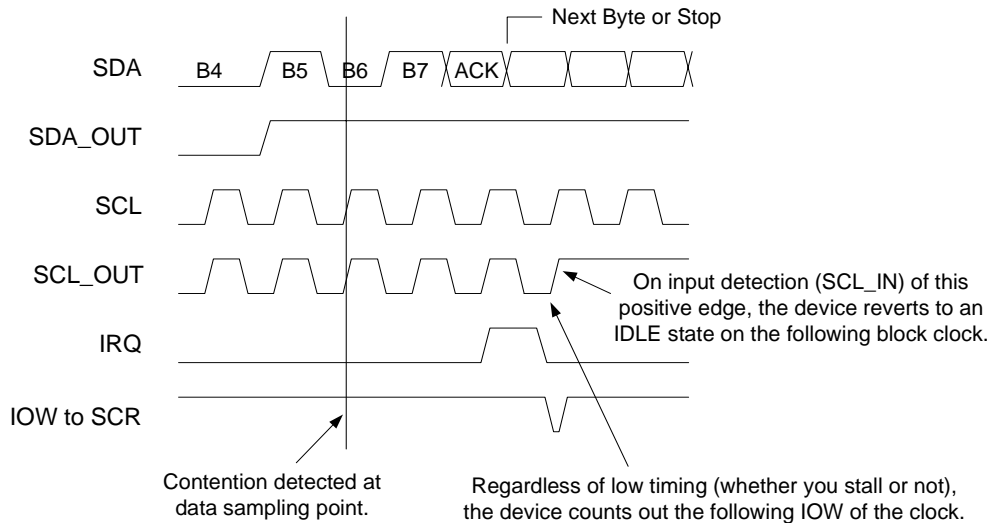 Next Byte or Stop
SDA
B4
B5
B6
B7
ACK
SDA_OUT
SCL
SCL_OUT
On input detection (SCL_IN) of this
positive edge, the device reverts to an
IDLE state on the following block clock.
IRQ
IOW to SCR
Contention detected at
data sampling point.
Regardless of low timing (whether you stall or not),
the device counts out the following IOW of the clock.